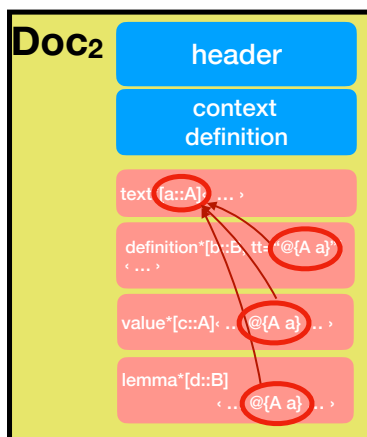 Doc₂
header
context
definition
text*[a::A]‹ … ›
definition*[b::B, tt="@{A a}"
‹ … ›
value*[c::A]‹ … @{A a} … ›
lemma*[d::B]
‹ … @{A a} … ›